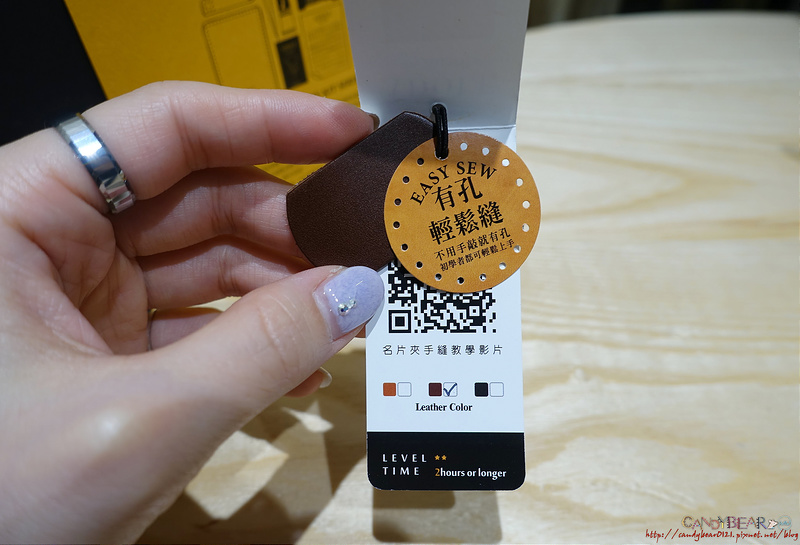 EASY SEW
有孔
輕鬆縫
不用手敲就有孔
初學者都可輕鬆上手
名片夾手縫教學影片
Leather Color
LEVEL **
TIME 2hours or longer
CANDYBEAR
https://candybear0121.pixnet.net/blog